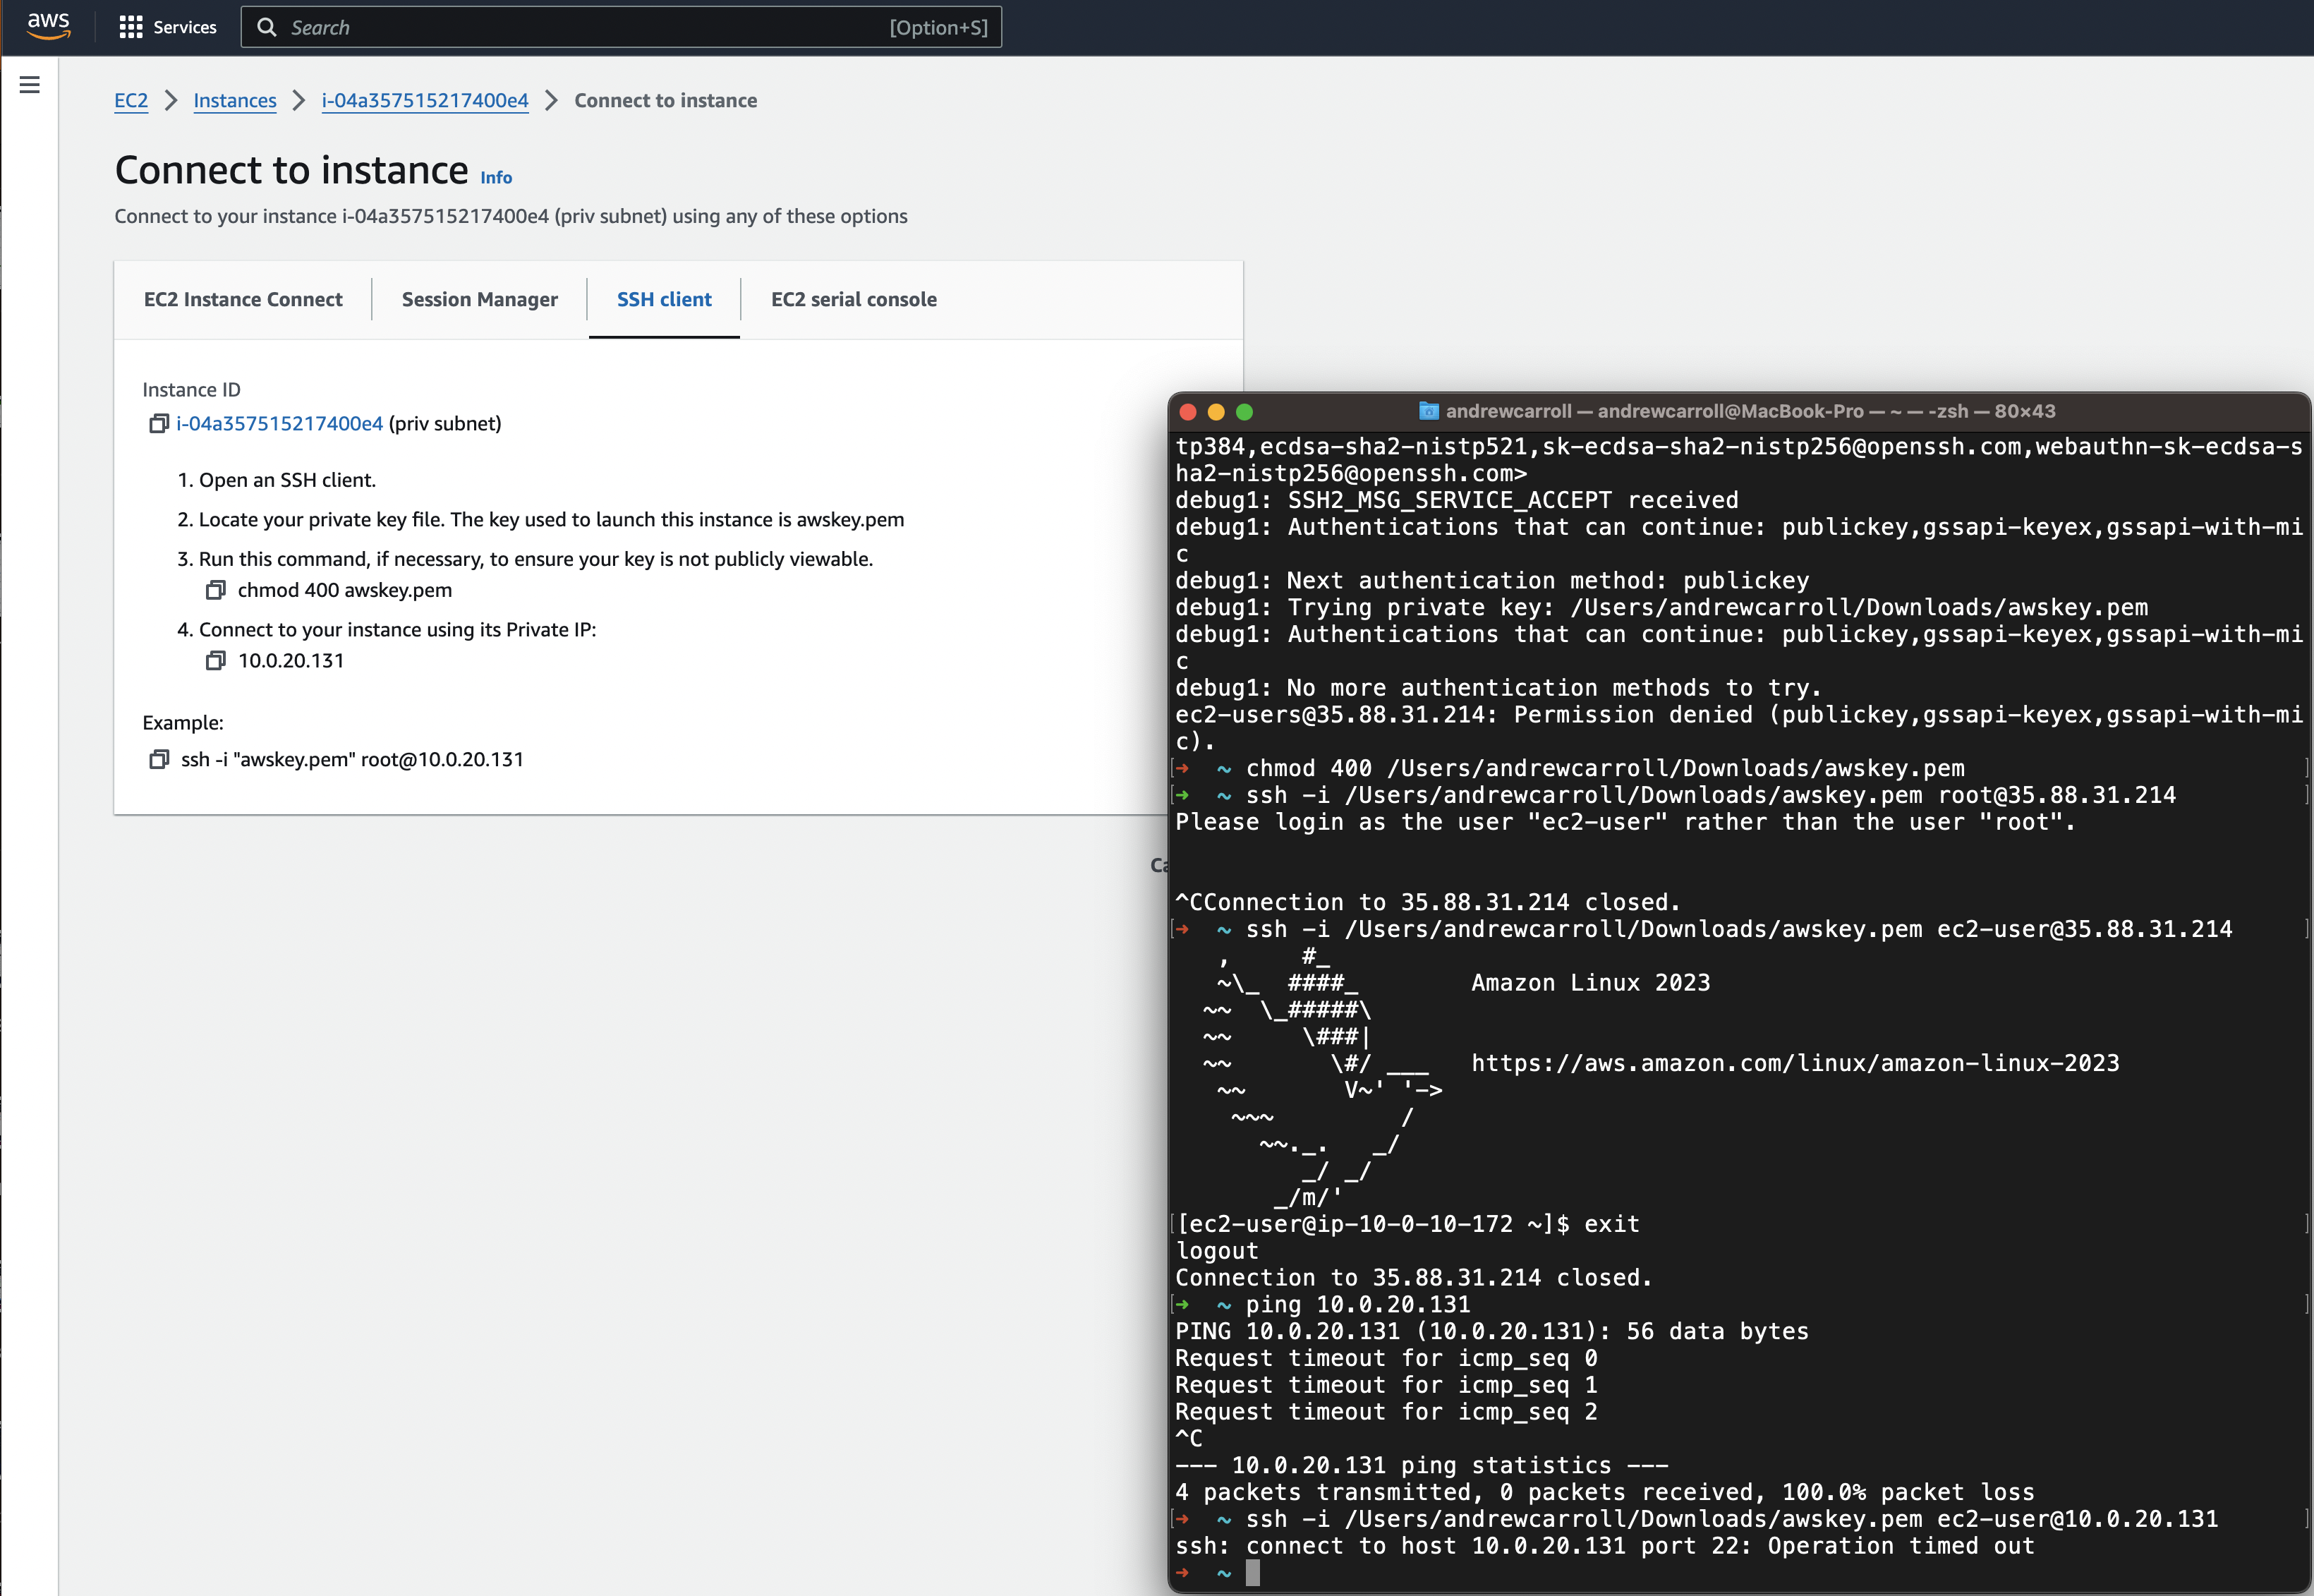 aws
Services
Search
[Option+S]
EC2 > Instances > i-04a357515217400e4 > Connect to instance
Connect to instance Info
Connect to your instance i-04a357515217400e4 (priv subnet) using any of these options
EC2 Instance Connect
Session Manager
SSH client
EC2 serial console
Instance ID
i-04a357515217400e4 (priv subnet)
1. Open an SSH client.
2. Locate your private key file. The key used to launch this instance is awskey.pem
3. Run this command, if necessary, to ensure your key is not publicly viewable.
chmod 400 awskey.pem
4. Connect to your instance using its Private IP:
10.0.20.131
Example:
ssh -i "awskey.pem" root@10.0.20.131
andrewcarroll — andrewcarroll@MacBook-Pro — ~ — -zsh — 80×43
tp384,ecdsa-sha2-nistp521,sk-ecdsa-sha2-nistp256@openssh.com,webauthn-sk-ecdsa-s
ha2-nistp256@openssh.com>
debug1: SSH2_MSG_SERVICE_ACCEPT received
debug1: Authentications that can continue: publickey,gssapi-keyex,gssapi-with-mi
c
debug1: Next authentication method: publickey
debug1: Trying private key: /Users/andrewcarroll/Downloads/awskey.pem
debug1: Authentications that can continue: publickey,gssapi-keyex,gssapi-with-mi
c
debug1: No more authentication methods to try.
ec2-users@35.88.31.214: Permission denied (publickey,gssapi-keyex,gssapi-with-mi
c).
[➜  ~ chmod 400 /Users/andrewcarroll/Downloads/awskey.pem ]
[➜  ~ ssh -i /Users/andrewcarroll/Downloads/awskey.pem root@35.88.31.214 ]
Please login as the user "ec2-user" rather than the user "root".
^CConnection to 35.88.31.214 closed.
[➜  ~ ssh -i /Users/andrewcarroll/Downloads/awskey.pem ec2-user@35.88.31.214 ]
   ,     #_
   ~\_  ####_        Amazon Linux 2023
  ~~  \_#####\
  ~~     \###|
  ~~       \#/ ___   https://aws.amazon.com/linux/amazon-linux-2023
   ~~       V~' '->
    ~~~         /
      ~~._.   _/
         _/ _/
       _/m/'
[[ec2-user@ip-10-0-10-172 ~]$ exit ]
logout
Connection to 35.88.31.214 closed.
[➜  ~ ping 10.0.20.131 ]
PING 10.0.20.131 (10.0.20.131): 56 data bytes
Request timeout for icmp_seq 0
Request timeout for icmp_seq 1
Request timeout for icmp_seq 2
^C
--- 10.0.20.131 ping statistics ---
4 packets transmitted, 0 packets received, 100.0% packet loss
[➜  ~ ssh -i /Users/andrewcarroll/Downloads/awskey.pem ec2-user@10.0.20.131 ]
ssh: connect to host 10.0.20.131 port 22: Operation timed out
➜  ~